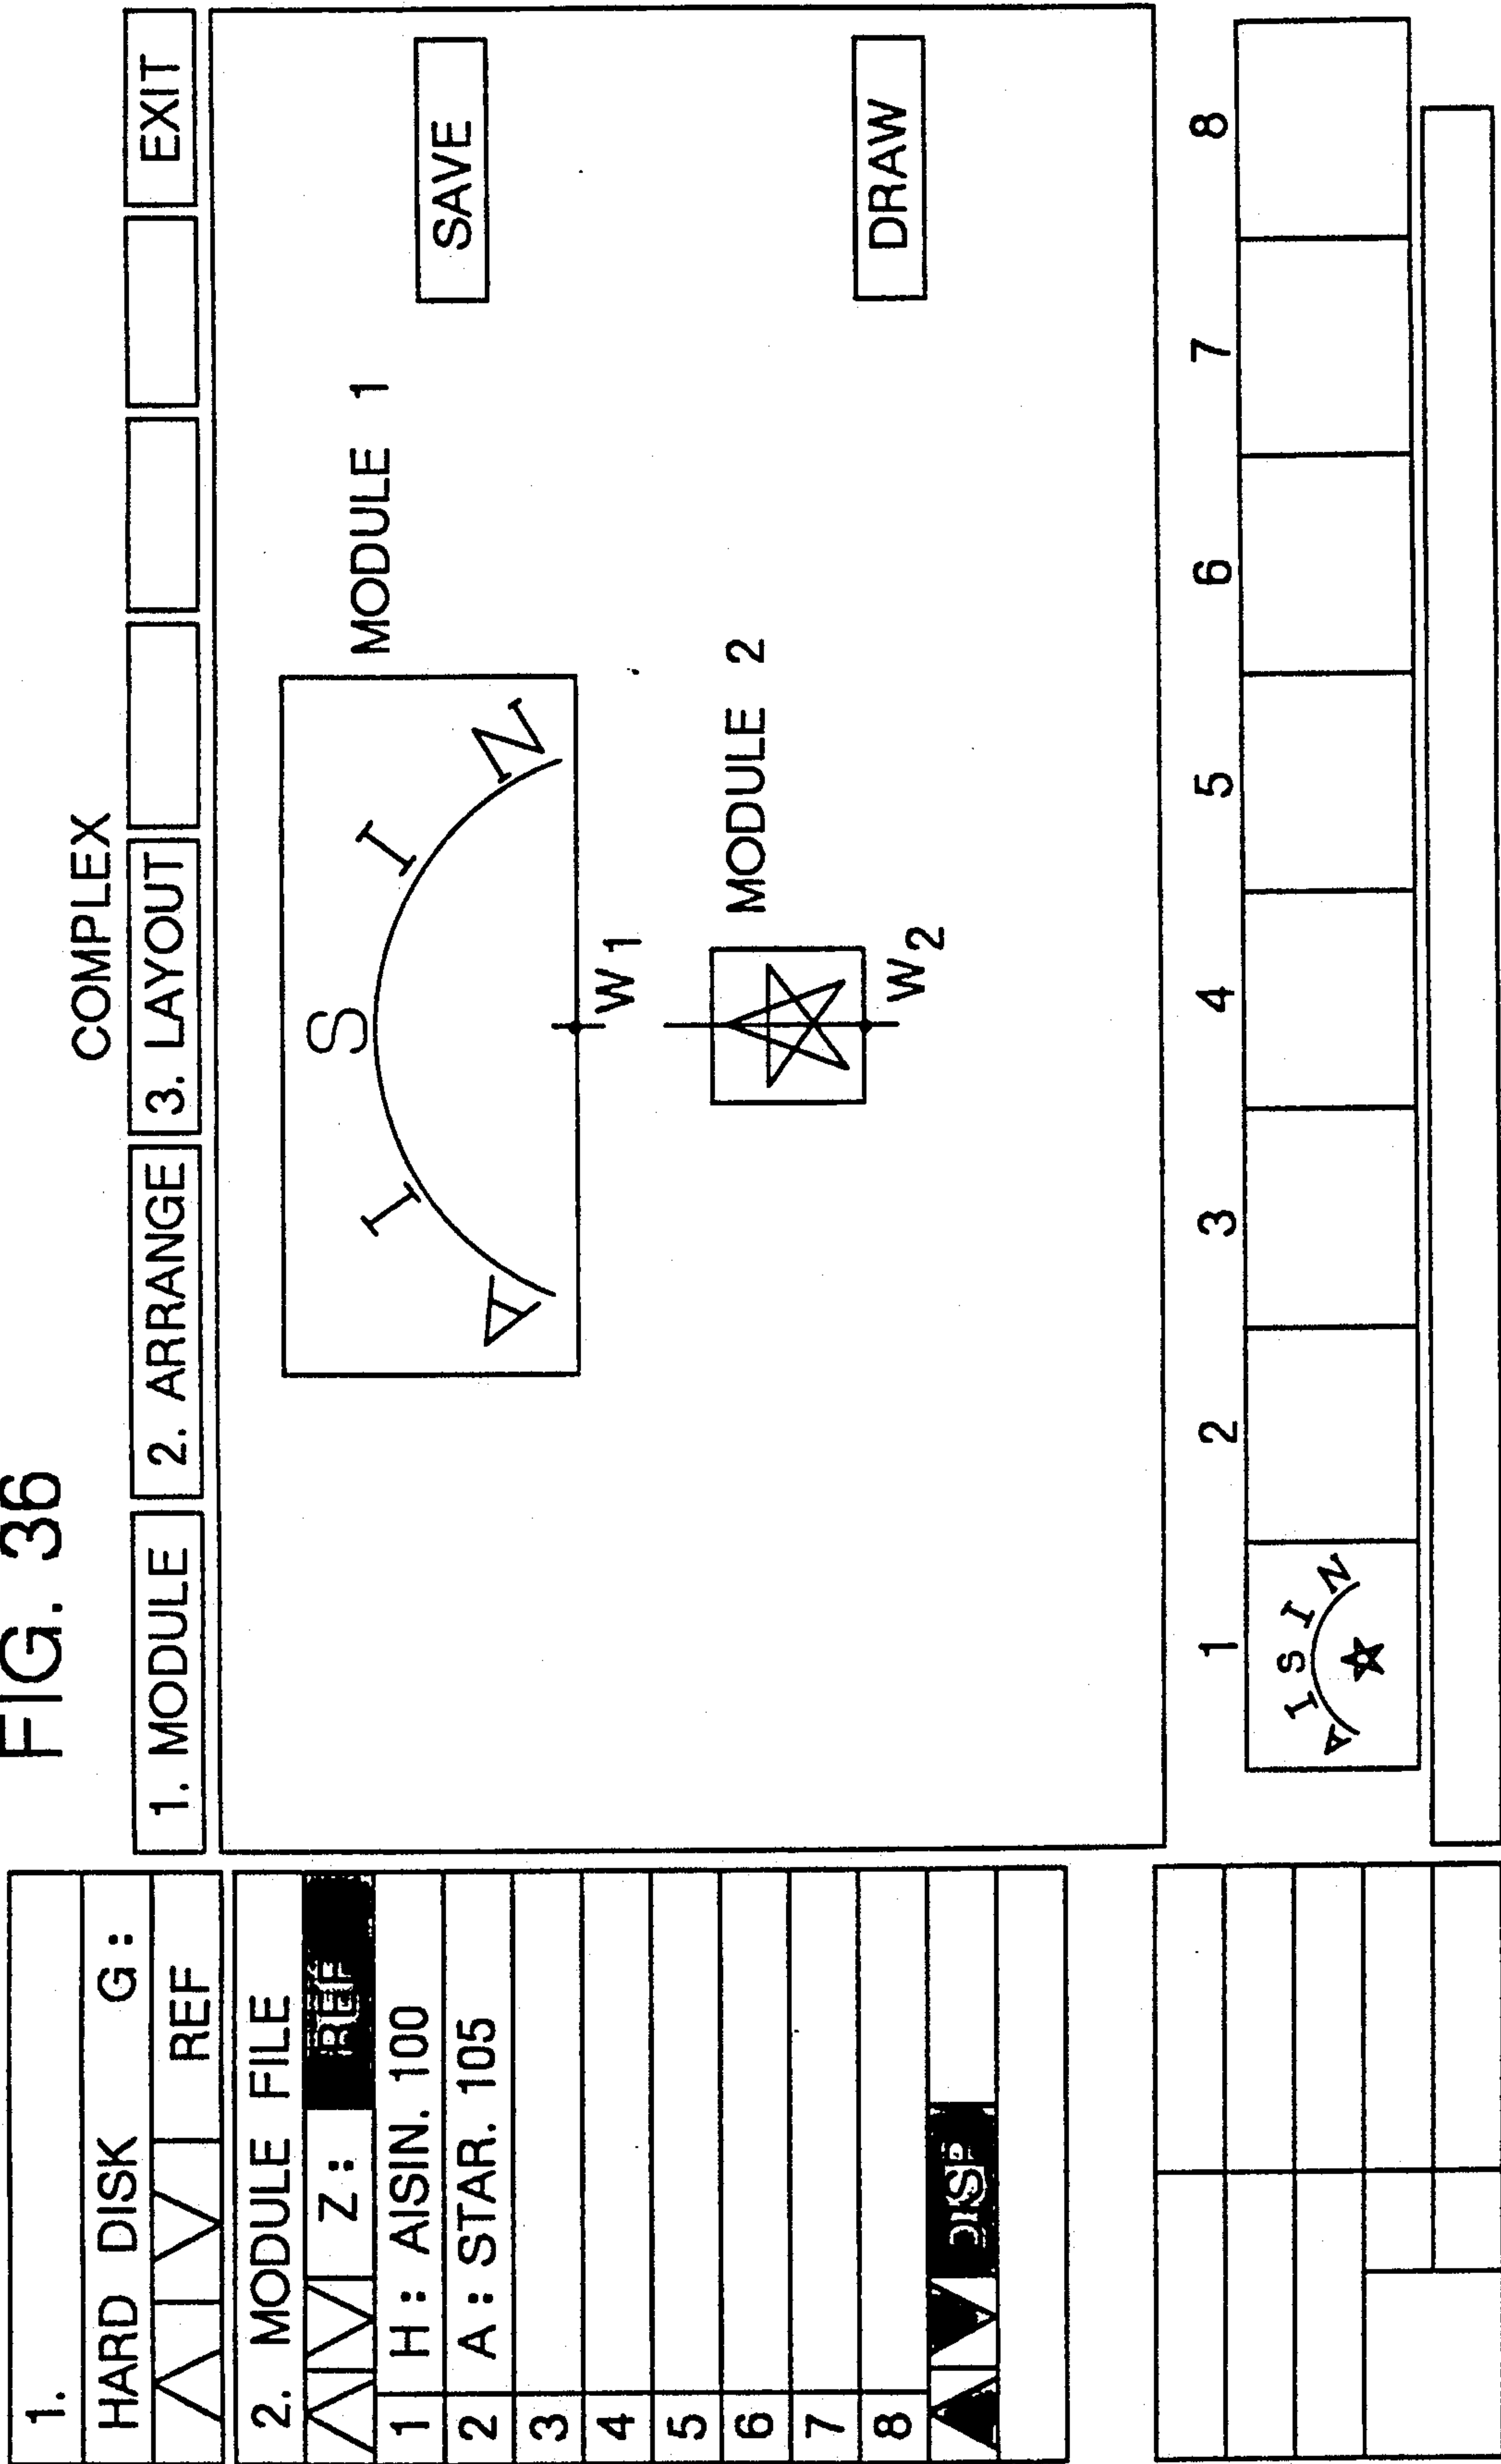 FIG. 36
COMPLEX
1. MODULE 2. ARRANGE 3. LAYOUT EXIT
1.
HARD DISK G:
REF
2. MODULE FILE
Z: REF
1 H: AISIN. 100
2 A: STAR. 105
3
4
5
6
7
8
DISP
A I S I N
MODULE 1
W1
SAVE
MODULE 2
W2
DRAW
1 2 3 4 5 6 7 8
A I S I N